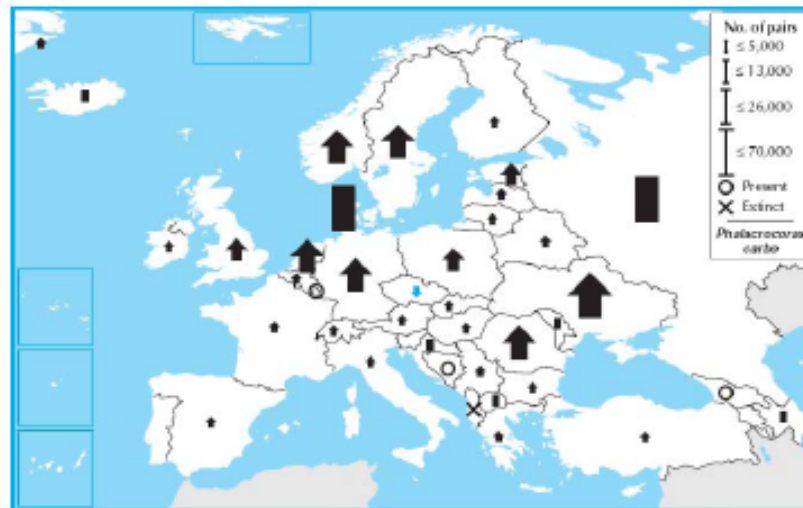 No. of pairs
≤ 5,000
≤ 13,000
≤ 26,000
≤ 70,000
Present
Extinct
Phalacrocorax
carbo